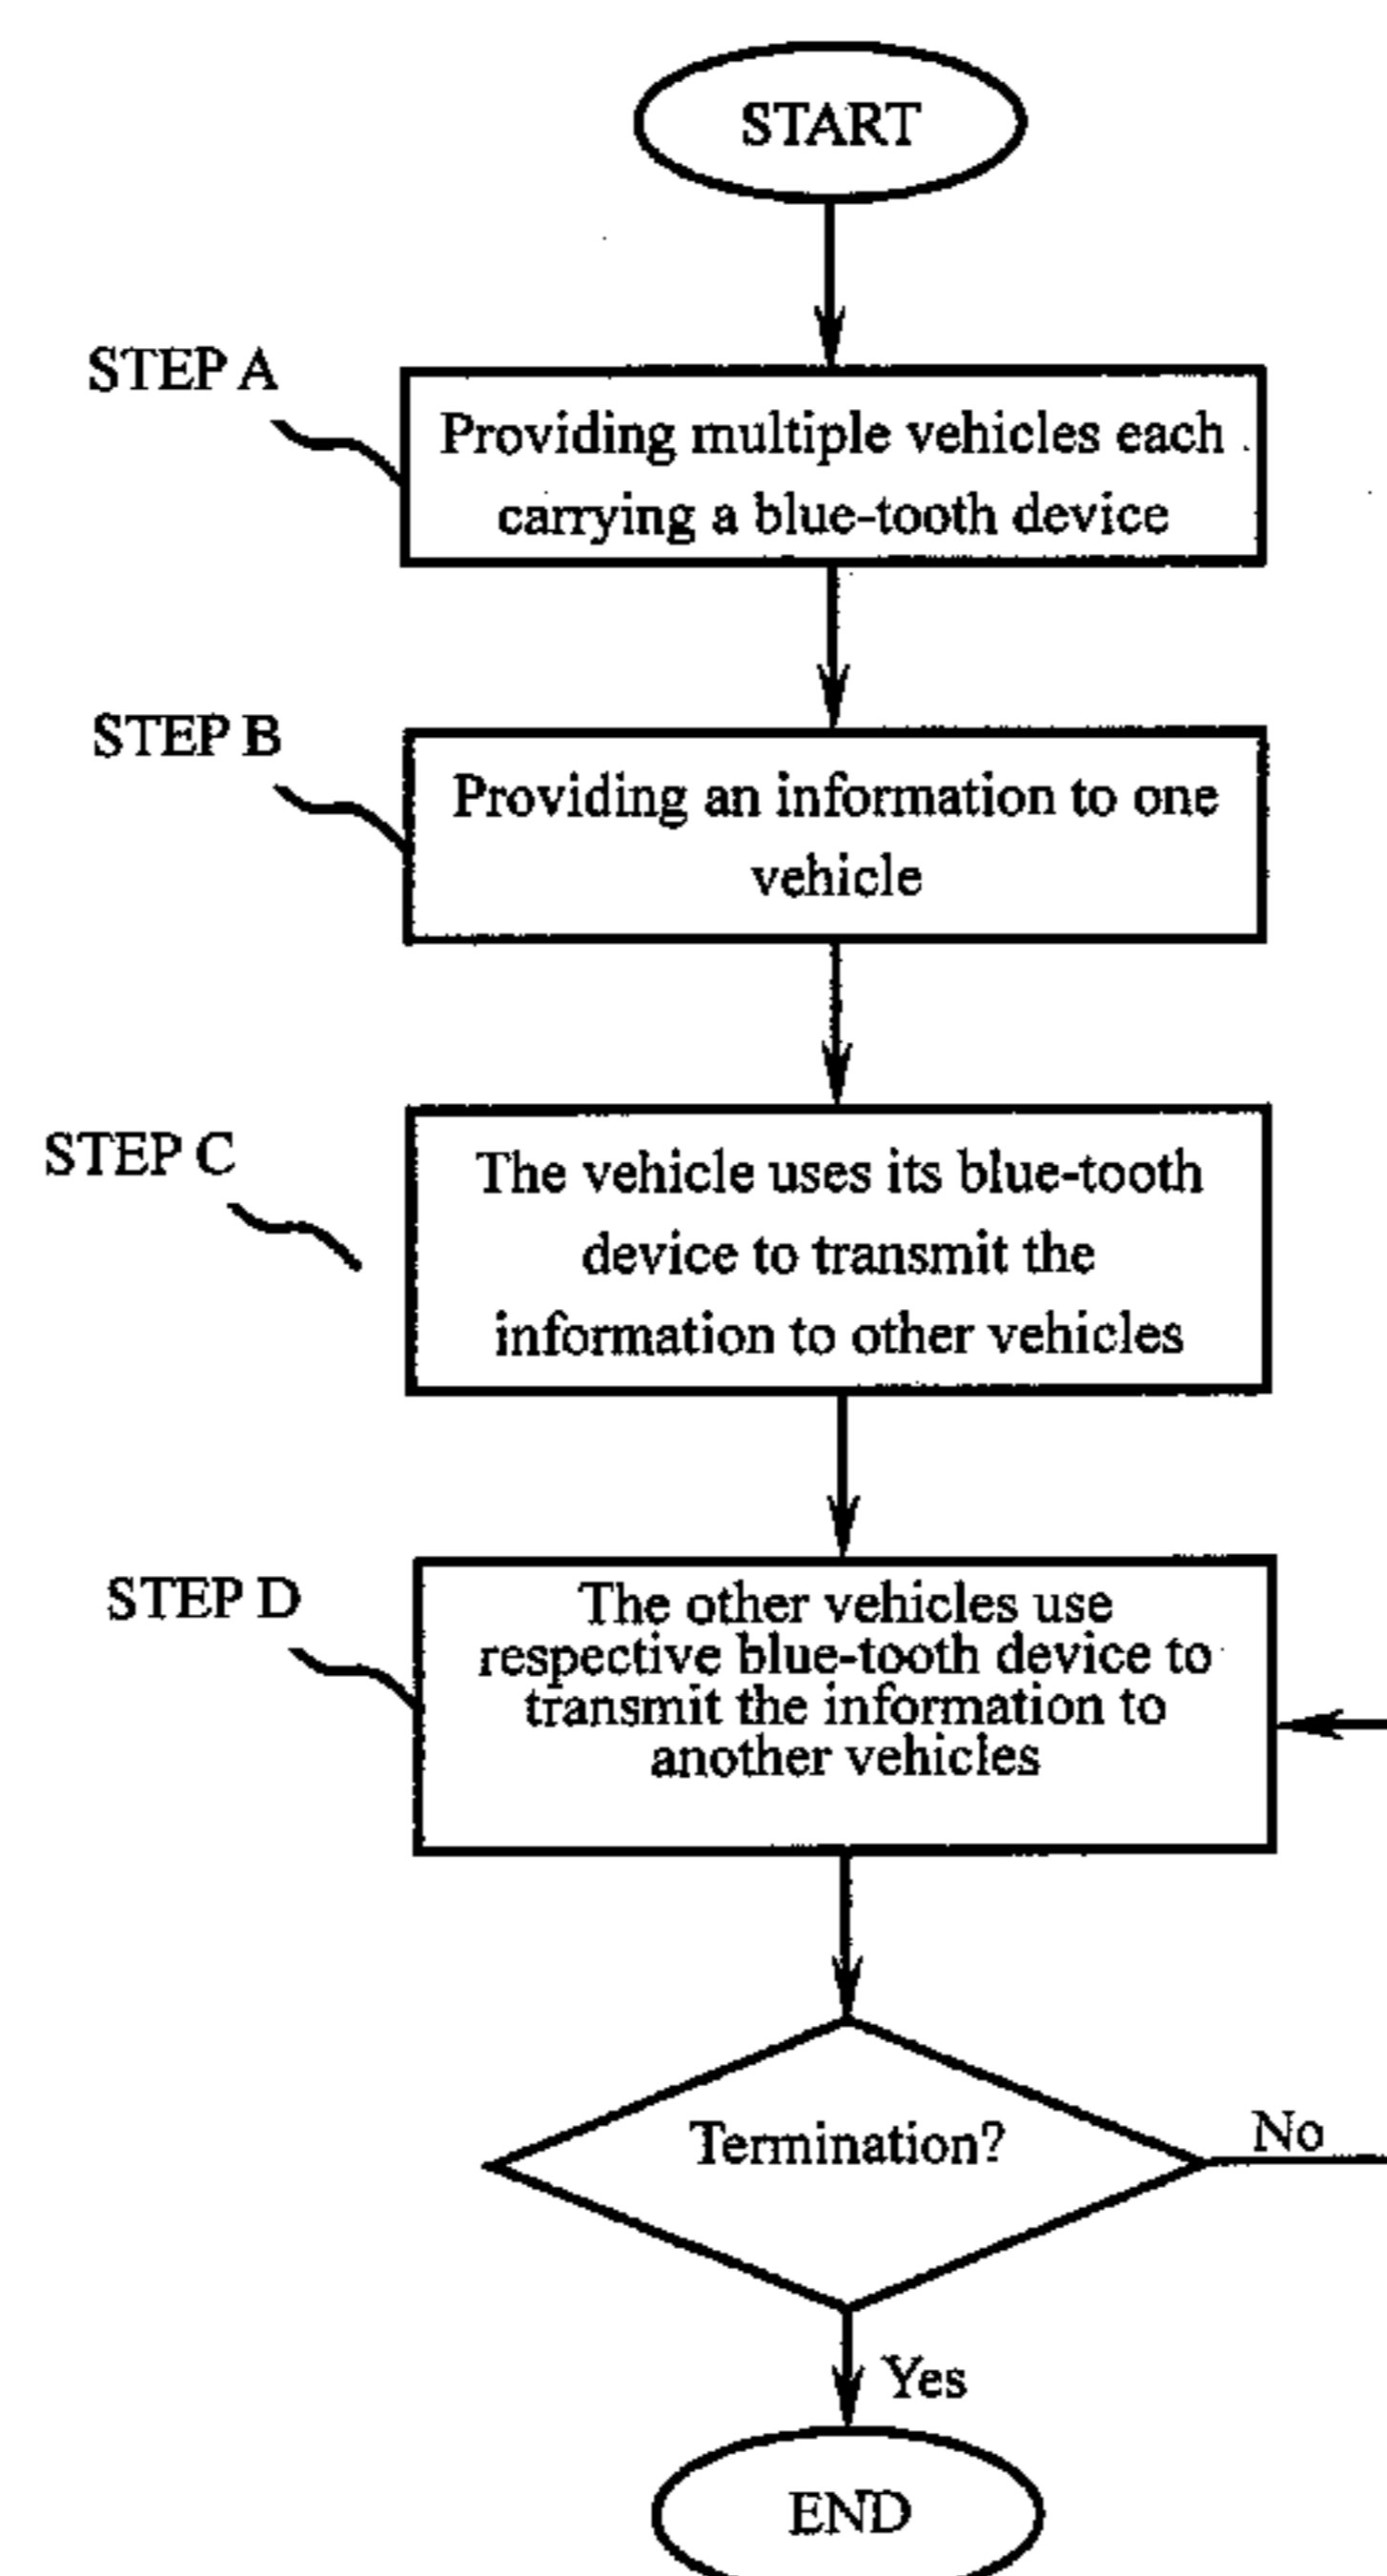 START
STEP A
Providing multiple vehicles each
carrying a blue-tooth device
STEP B
Providing an information to one
vehicle
STEP C
The vehicle uses its blue-tooth
device to transmit the
information to other vehicles
STEP D
The other vehicles use
respective blue-tooth device to
transmit the information to
another vehicles
Termination?
No
Yes
END